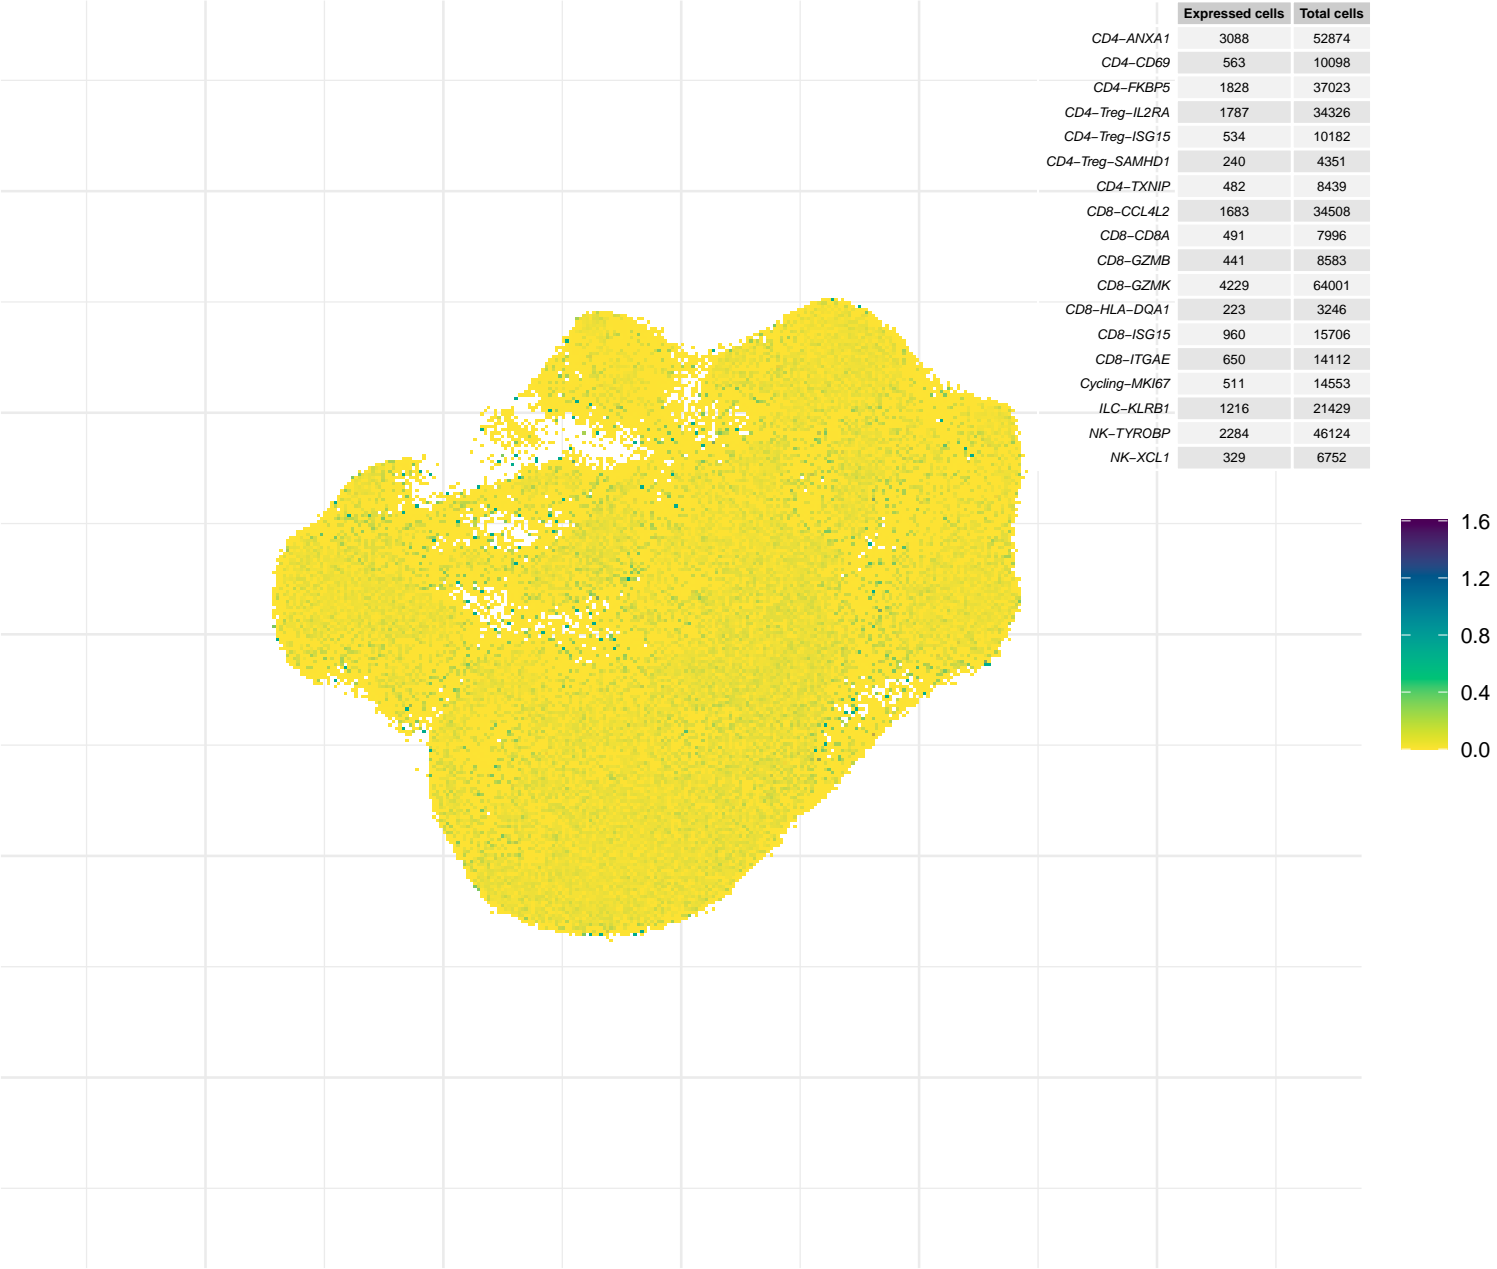 Expressed cells Total cells
CD4−ANXA1 3088 52874
CD4−CD69 563 10098
CD4−FKBP5 1828 37023
CD4−Treg−IL2RA 1787 34326
CD4−Treg−ISG15 534 10182
CD4−Treg−SAMHD1 240 4351
CD4−TXNIP 482 8439
CD8−CCL4L2 1683 34508
CD8−CD8A 491 7996
CD8−GZMB 441 8583
CD8−GZMK 4229 64001
CD8−HLA−DQA1 223 3246
CD8−ISG15 960 15706
CD8−ITGAE 650 14112
Cycling−MKI67 511 14553
ILC−KLRB1 1216 21429
NK−TYROBP 2284 46124
NK−XCL1 329 6752
1.6
1.2
0.8
0.4
0.0